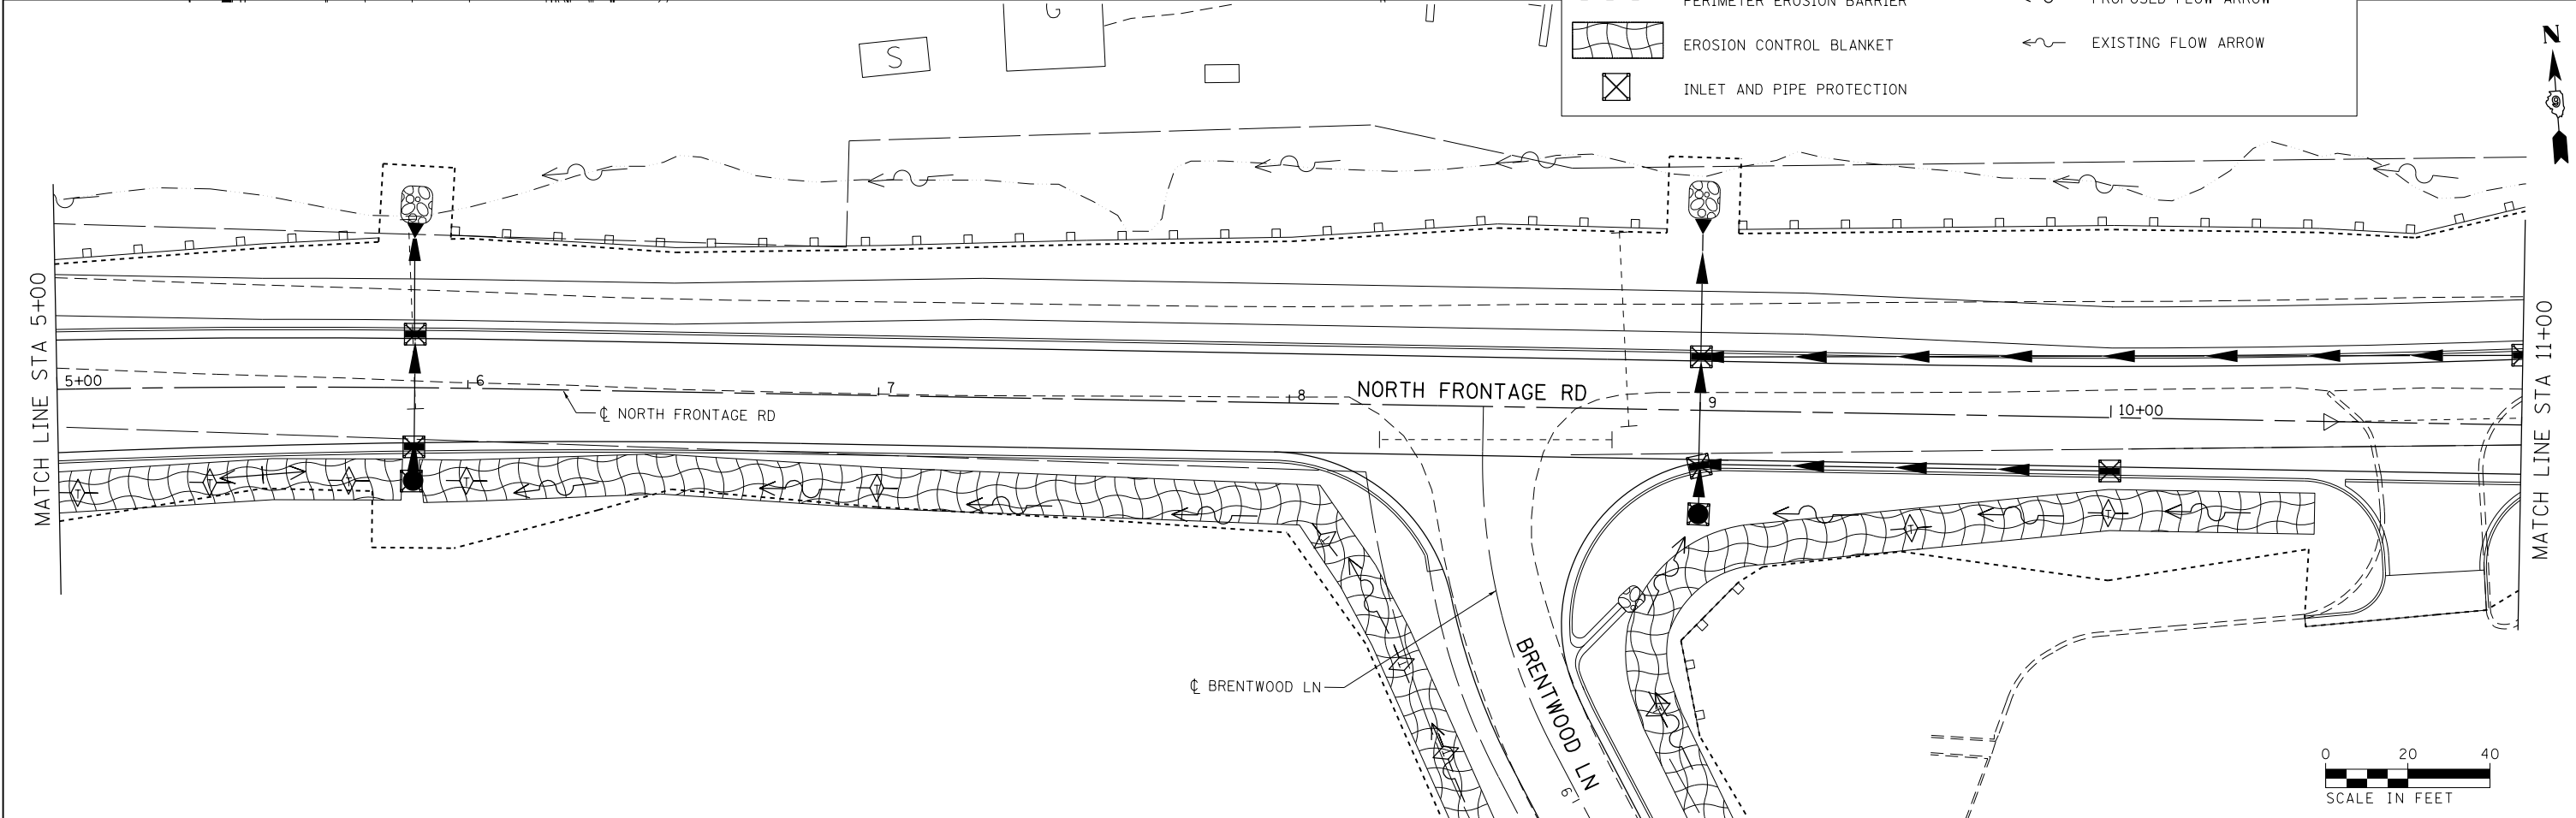 PERIMETER EROSION BARRIER
PROPOSED FLOW ARROW
EROSION CONTROL BLANKET
EXISTING FLOW ARROW
INLET AND PIPE PROTECTION
N
9
S
G
MATCH LINE STA 5+00
MATCH LINE STA 11+00
5+00
6
7
8
9
10+00
NORTH FRONTAGE RD
℄ NORTH FRONTAGE RD
T
T
T
T
T
T
T
℄ BRENTWOOD LN
BRENTWOOD LN
6
0 20 40
SCALE IN FEET